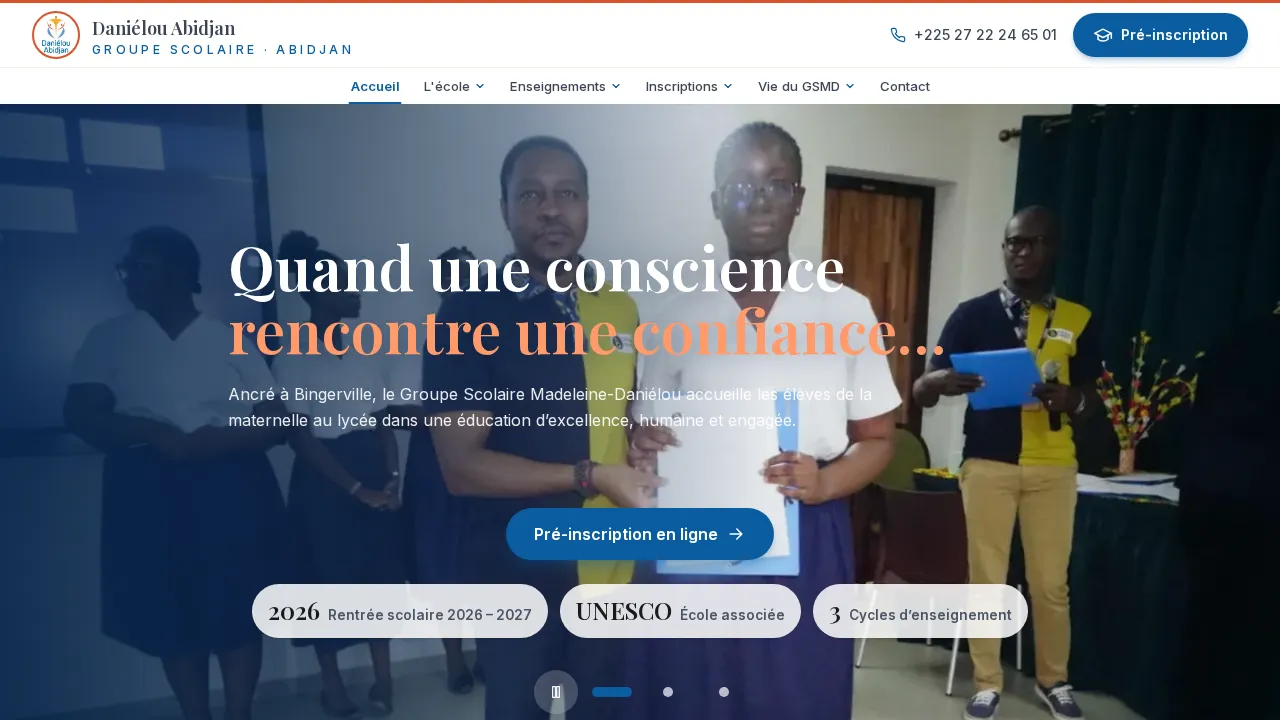 Daniélou Abidjan
Daniélou Abidjan
GROUPE SCOLAIRE · ABIDJAN
+225 27 22 24 65 01
Pré-inscription
Accueil
L'école
Enseignements
Inscriptions
Vie du GSMD
Contact
Quand une conscience
rencontre une confiance…
Ancré à Bingerville, le Groupe Scolaire Madeleine-Daniélou accueille les élèves de la
maternelle au lycée dans une éducation d’excellence, humaine et engagée.
Pré-inscription en ligne
2026 Rentrée scolaire 2026 – 2027
UNESCO École associée
3 Cycles d’enseignement